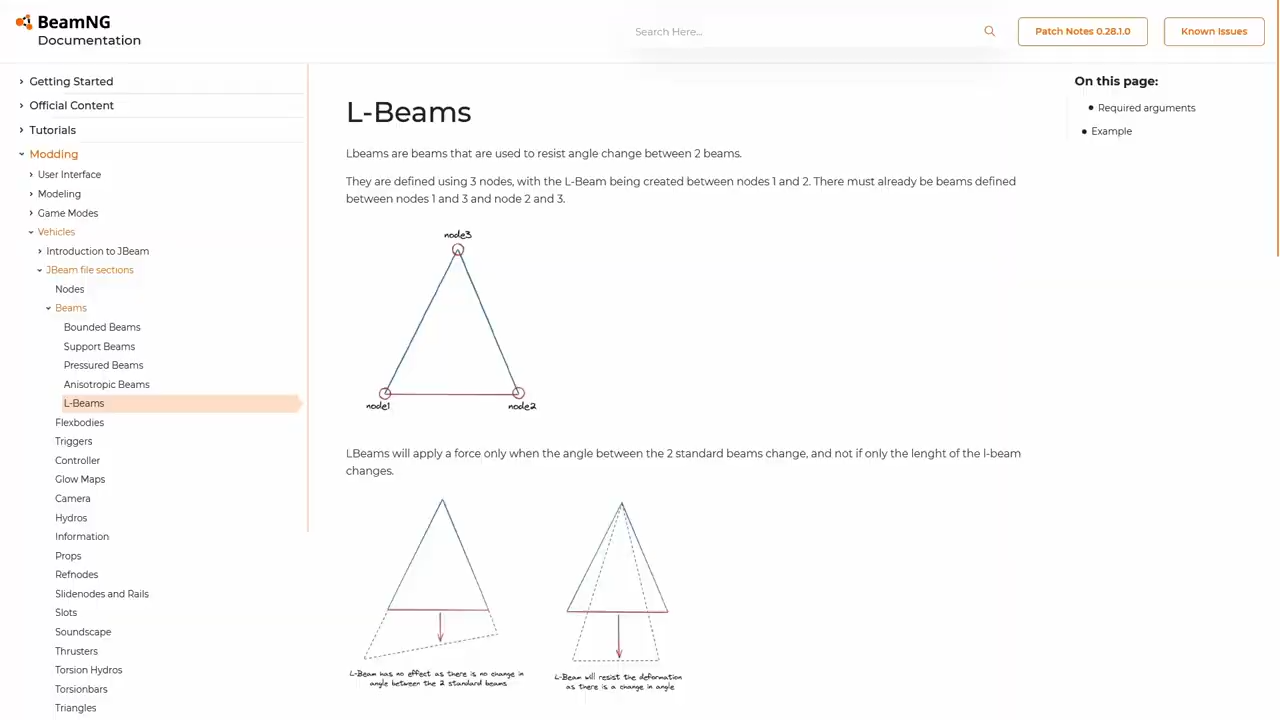 BeamNG
Documentation
Search Here...
Patch Notes 0.28.1.0
Known Issues
Getting Started
Official Content
Tutorials
Modding
User Interface
Modeling
Game Modes
Vehicles
Introduction to JBeam
JBeam file sections
Nodes
Beams
Bounded Beams
Support Beams
Pressured Beams
Anisotropic Beams
L-Beams
Flexbodies
Triggers
Controller
Glow Maps
Camera
Hydros
Information
Props
Refnodes
Slidenodes and Rails
Slots
Soundscape
Thrusters
Torsion Hydros
Torsionbars
Triangles
L-Beams
Lbeams are beams that are used to resist angle change between 2 beams.
They are defined using 3 nodes, with the L-Beam being created between nodes 1 and 2. There must already be beams defined
between nodes 1 and 3 and node 2 and 3.
node3
node1
node2
LBeams will apply a force only when the angle between the 2 standard beams change, and not if only the lenght of the l-beam
changes.
L-Beam has no effect as there is no change in
angle between the 2 standard beams
L-Beam will resist the deformation
as there is a change in angle
On this page:
Required arguments
Example